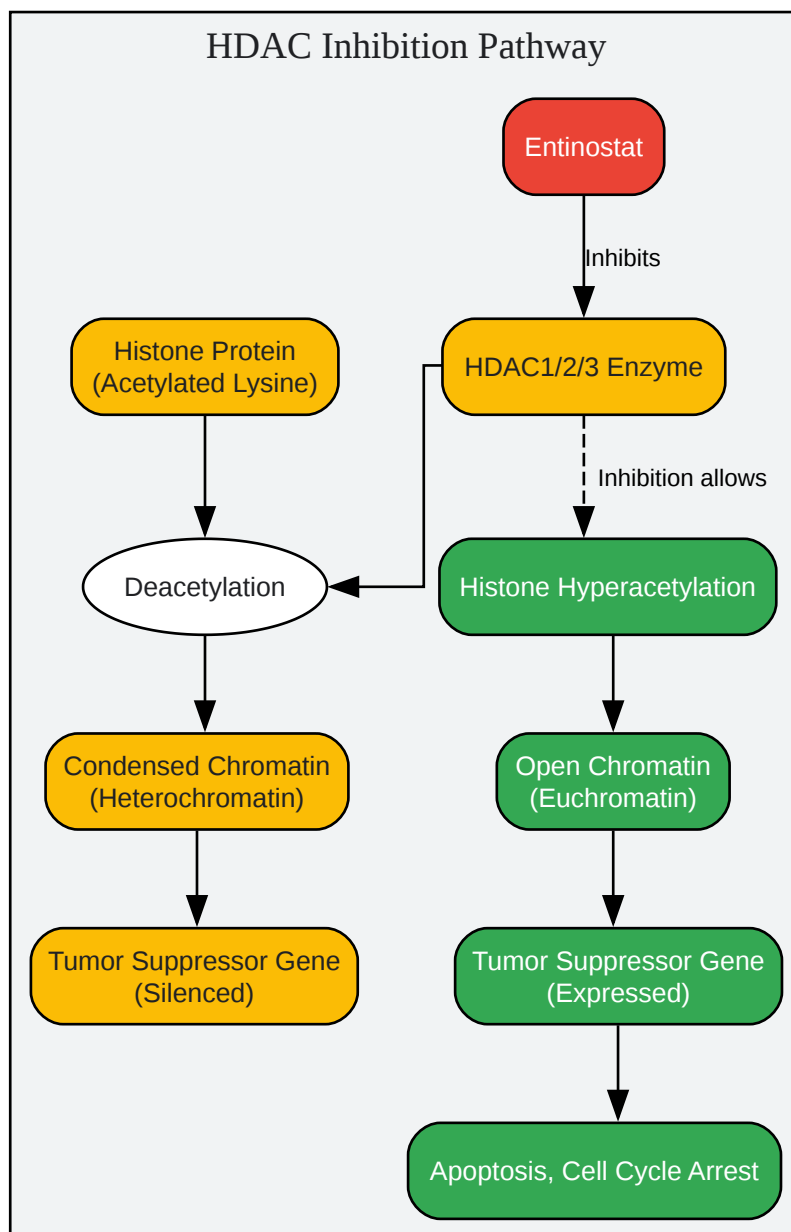 HDAC Inhibition Pathway
Entinostat
Inhibits
Histone Protein
(Acetylated Lysine)
HDAC1/2/3 Enzyme
Inhibition allows
Deacetylation
Histone Hyperacetylation
Condensed Chromatin
(Heterochromatin)
Open Chromatin
(Euchromatin)
Tumor Suppressor Gene
(Silenced)
Tumor Suppressor Gene
(Expressed)
Apoptosis, Cell Cycle Arrest